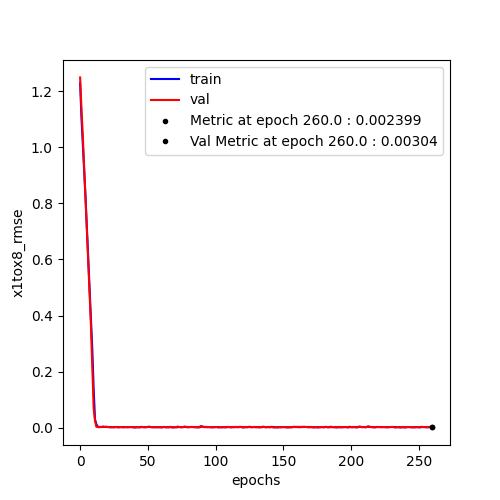 train
val
Metric at epoch 260.0 : 0.002399
Val Metric at epoch 260.0 : 0.00304
1.2
1.0
0.8
0.6
0.4
0.2
0.0
x1tox8_rmse
0 50 100 150 200 250
epochs